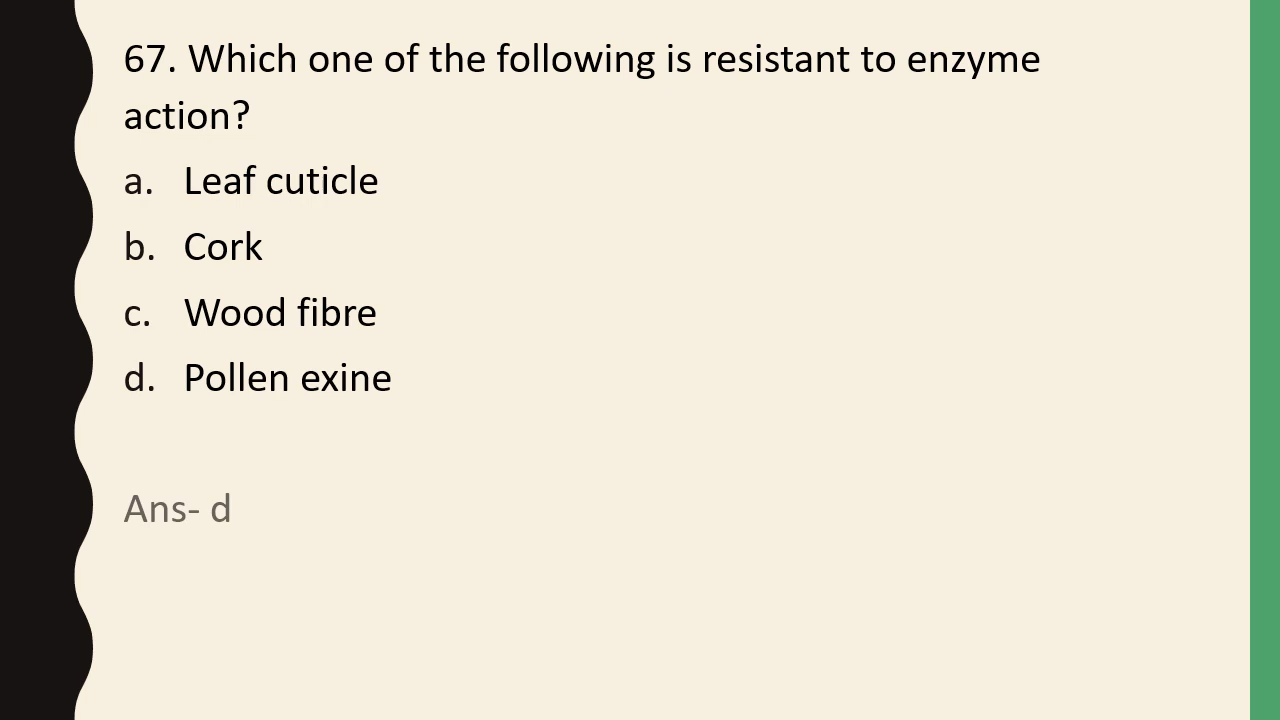 67. Which one of the following is resistant to enzyme
action?
a. Leaf cuticle
b. Cork
c. Wood fibre
d. Pollen exine
Ans- d